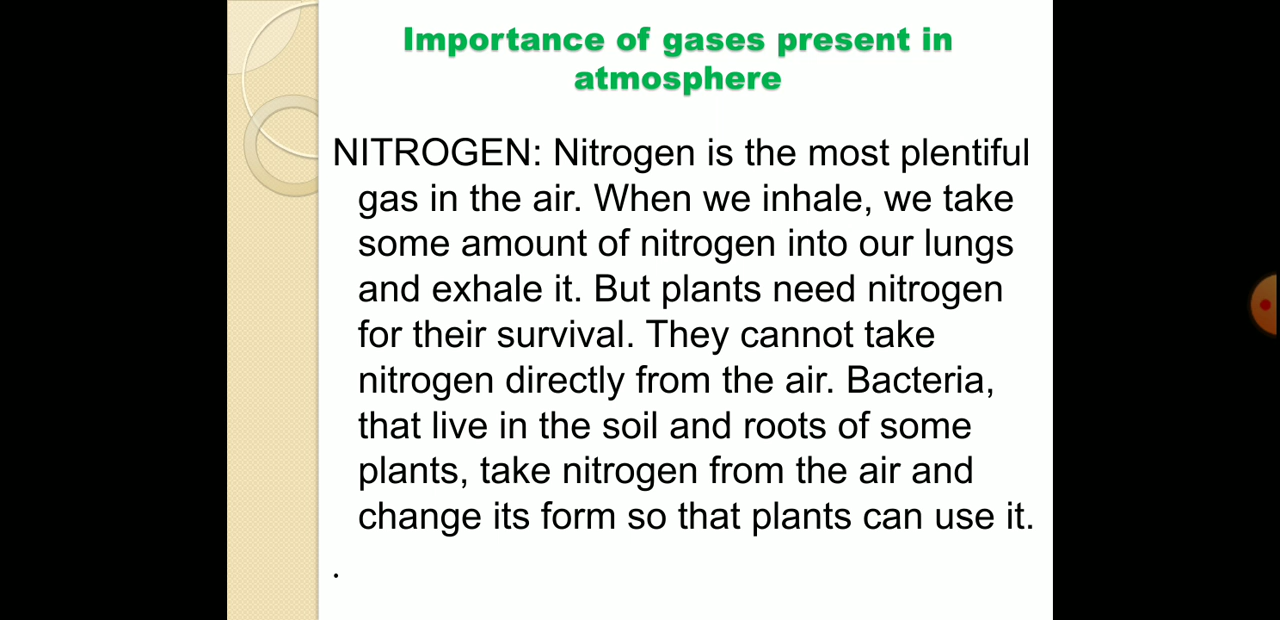 Importance of gases present in
atmosphere
NITROGEN: Nitrogen is the most plentiful
gas in the air. When we inhale, we take
some amount of nitrogen into our lungs
and exhale it. But plants need nitrogen
for their survival. They cannot take
nitrogen directly from the air. Bacteria,
that live in the soil and roots of some
plants, take nitrogen from the air and
change its form so that plants can use it.
.